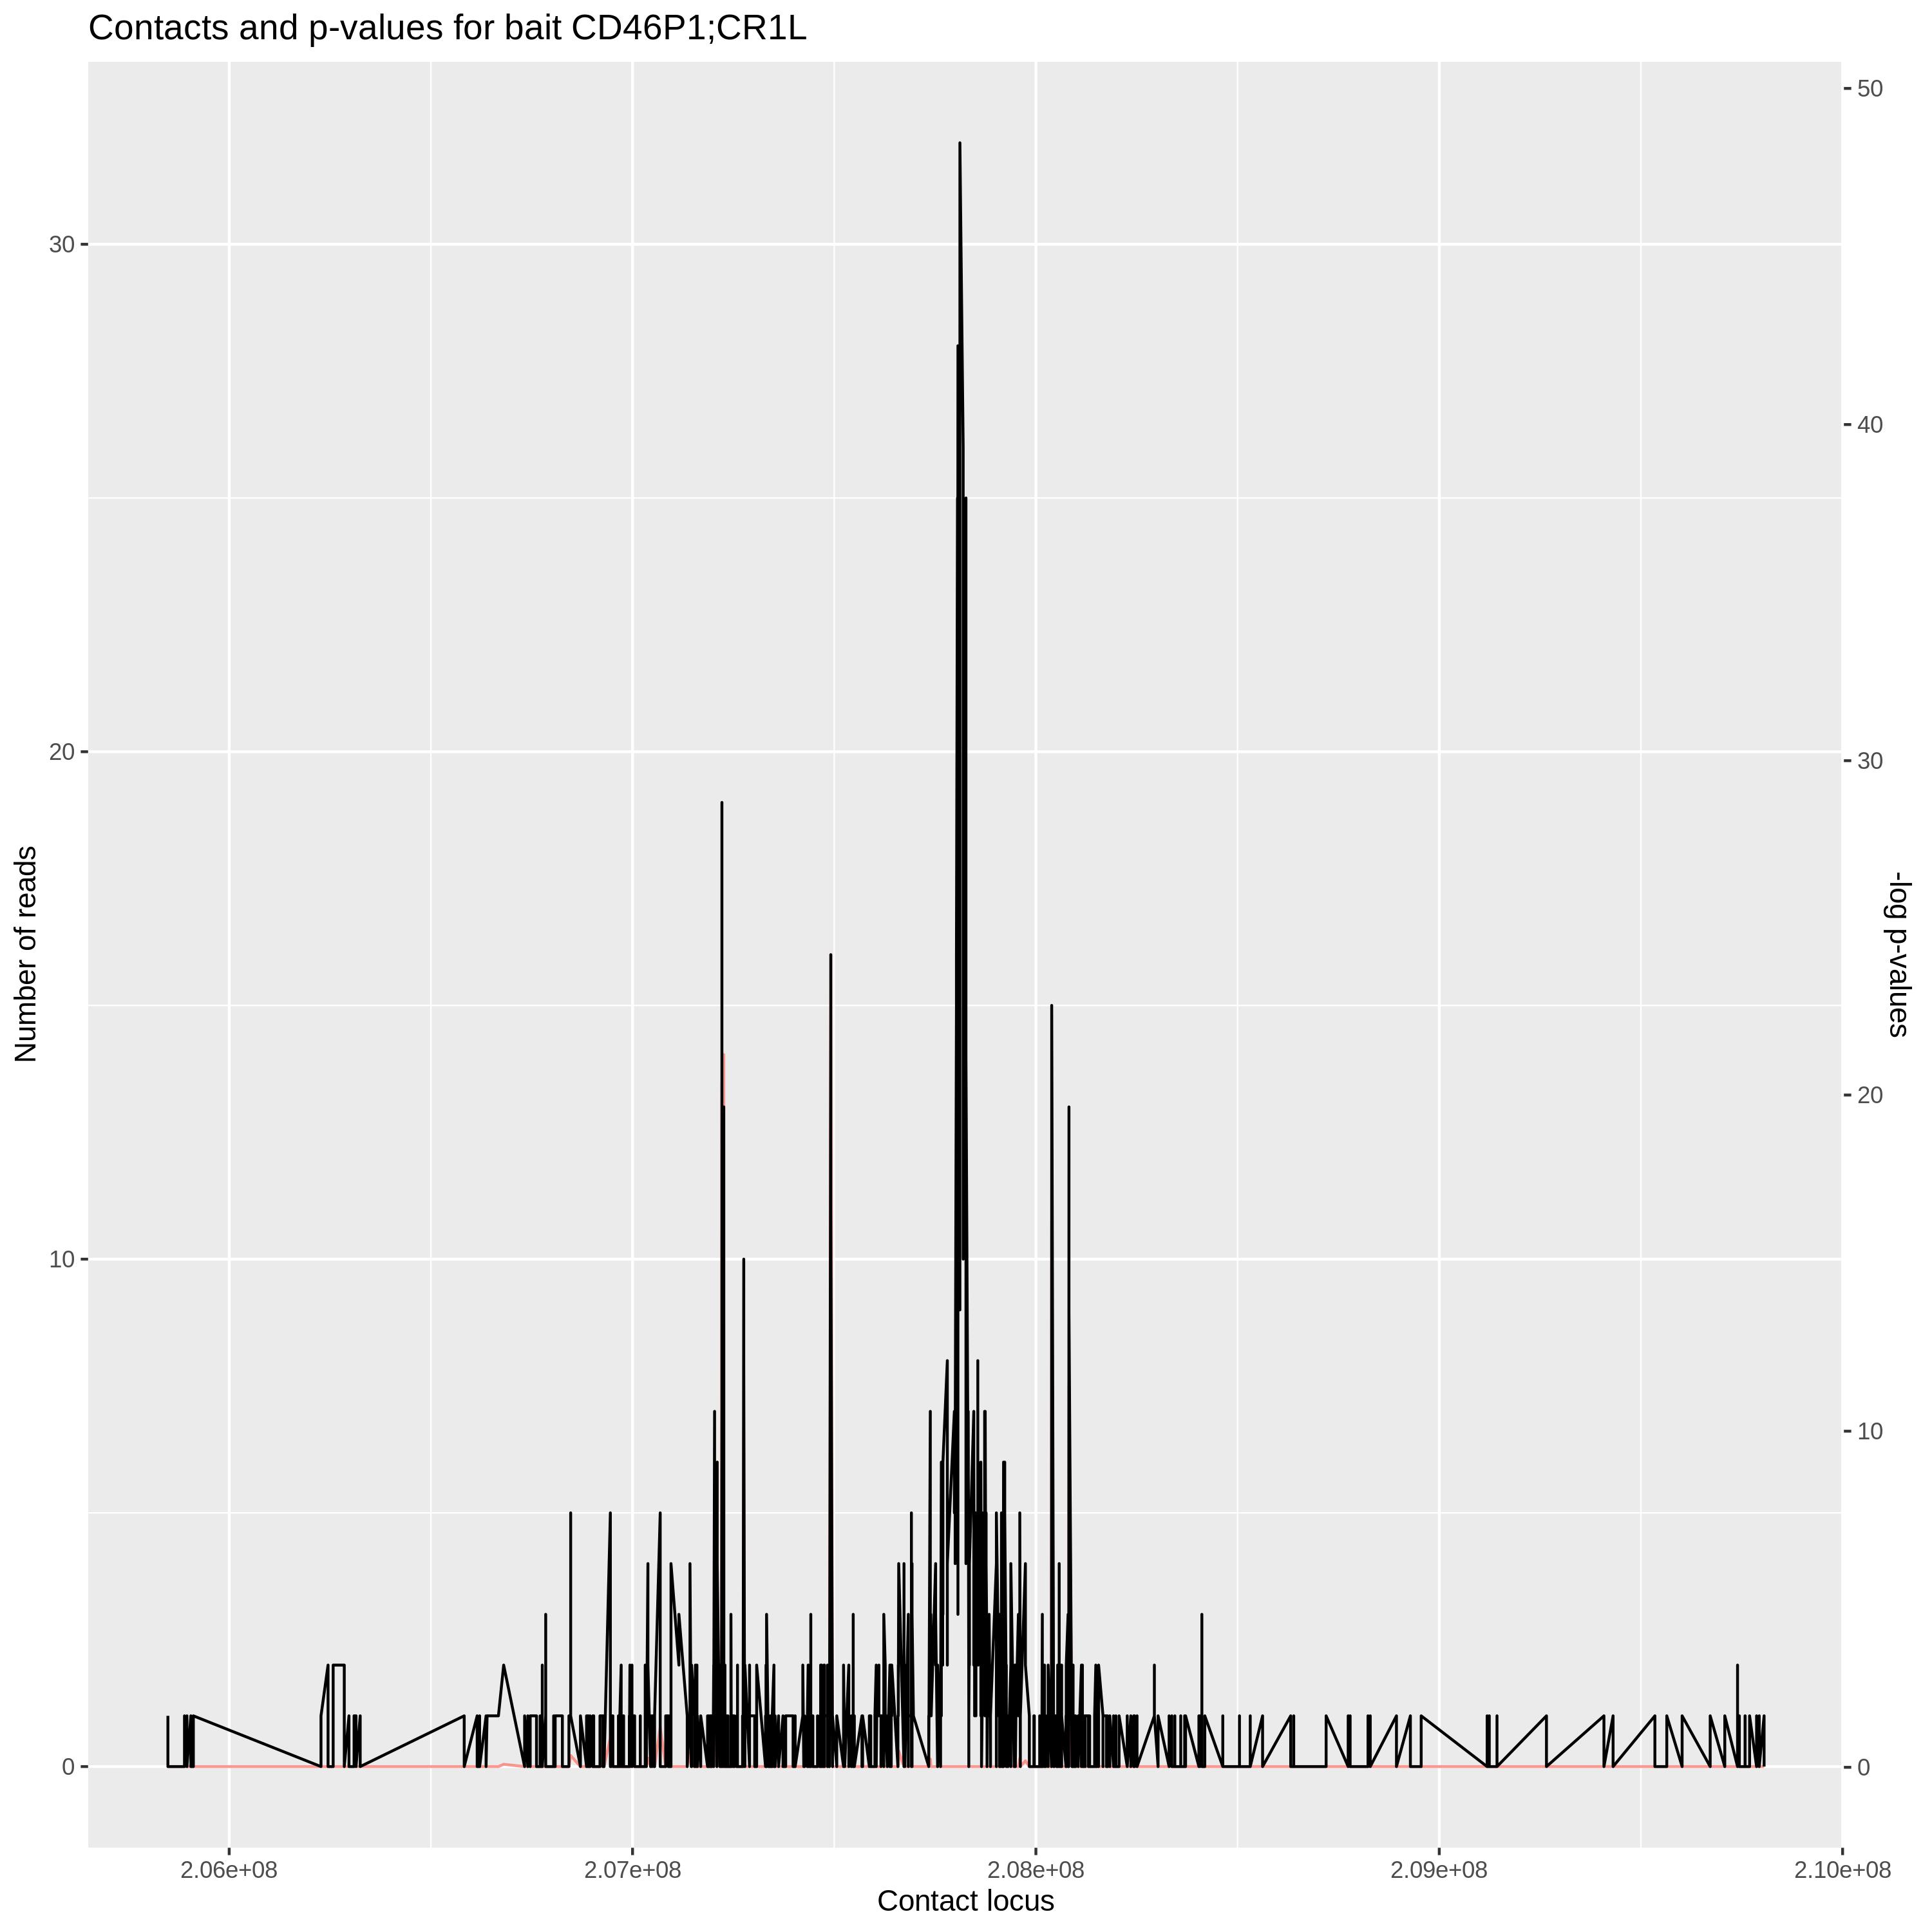 Contacts and p-values for bait CD46P1;CR1L
Number of reads
30
20
10
0
50
40
30
20
10
0
-log p-values
2.06e+08
2.07e+08
2.08e+08
2.09e+08
2.10e+08
Contact locus